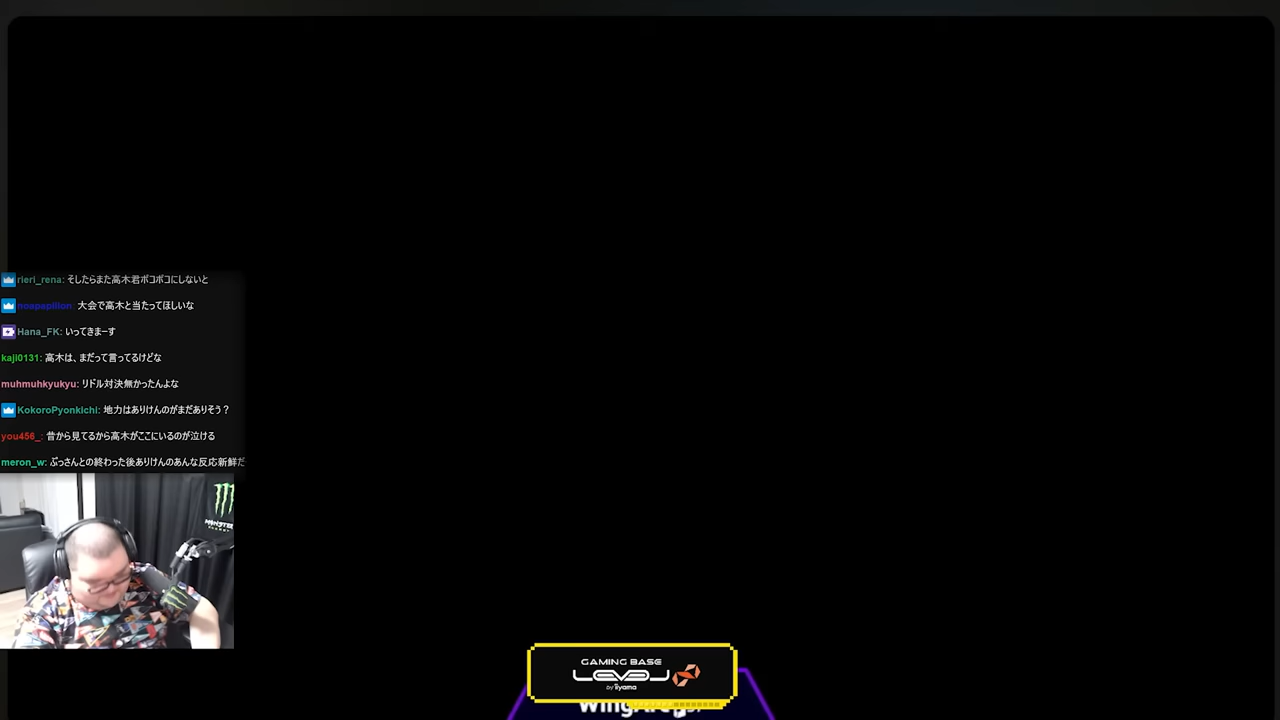 rieri_rena: そしたらまた高木君ボコボコにしないと
noapapillon: 大会で高木と当たってほしいな
Hana_FK: いってきまーす
kaji0131: 高木は、まだって言ってるけどな
muhmuhkyukyu: リドル対決無かったんよな
KokoroPyonkichi: 地力はありけんのがまだありそう？
you456_: 昔から見てるから高木がここにいるのが泣ける
meron_w: ぷっさんとの終わった後ありけんのあんな反応新鮮だ
MONSTER
GAMING BASE
LEVEL
by iiyama